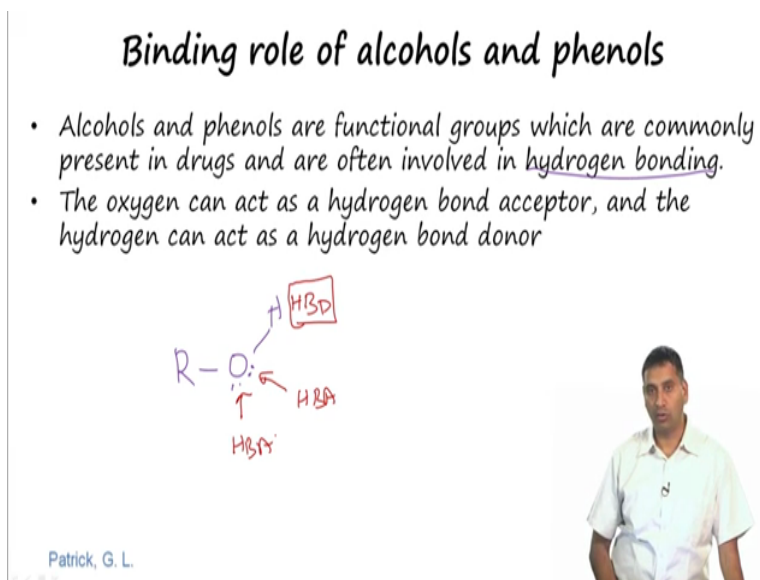 Binding role of alcohols and phenols
• Alcohols and phenols are functional groups which are commonly
present in drugs and are often involved in hydrogen bonding.
• The oxygen can act as a hydrogen bond acceptor, and the
hydrogen can act as a hydrogen bond donor
H HBD
R - O:
HBA
HBA
Patrick, G. L.